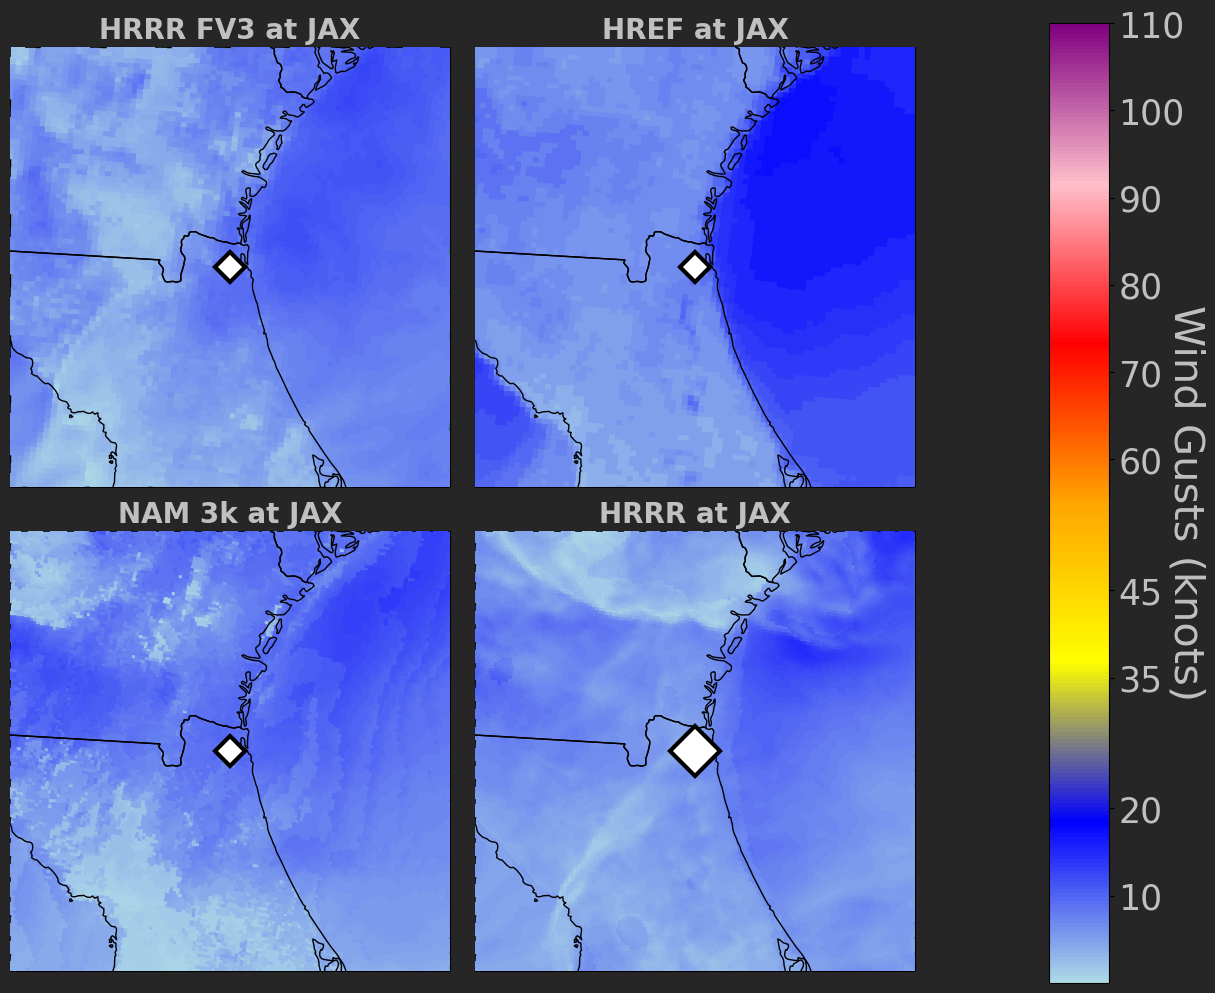 HRRR FV3 at JAX
HREF at JAX
NAM 3k at JAX
HRRR at JAX
110
100
90
80
70
60
45
35
20
10
Wind Gusts (knots)